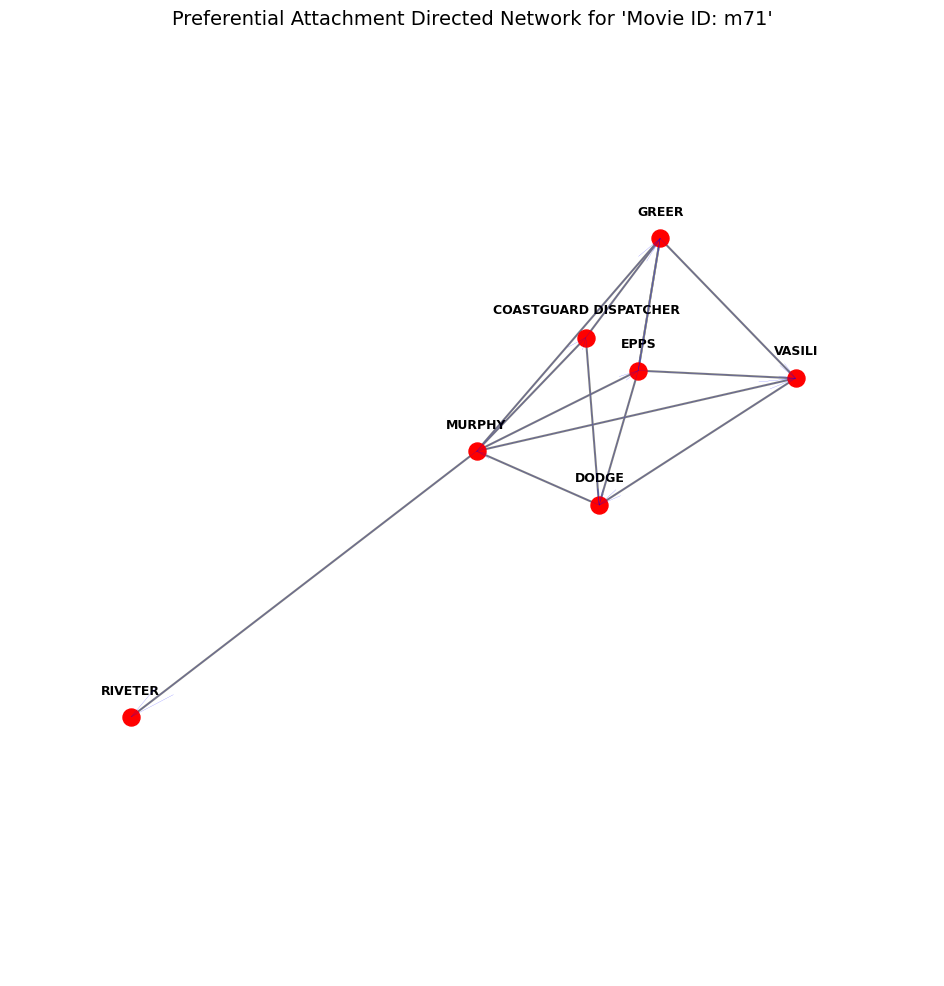 Preferential Attachment Directed Network for 'Movie ID: m71'
GREER
COASTGUARD DISPATCHER
EPPS
VASILI
MURPHY
DODGE
RIVETER